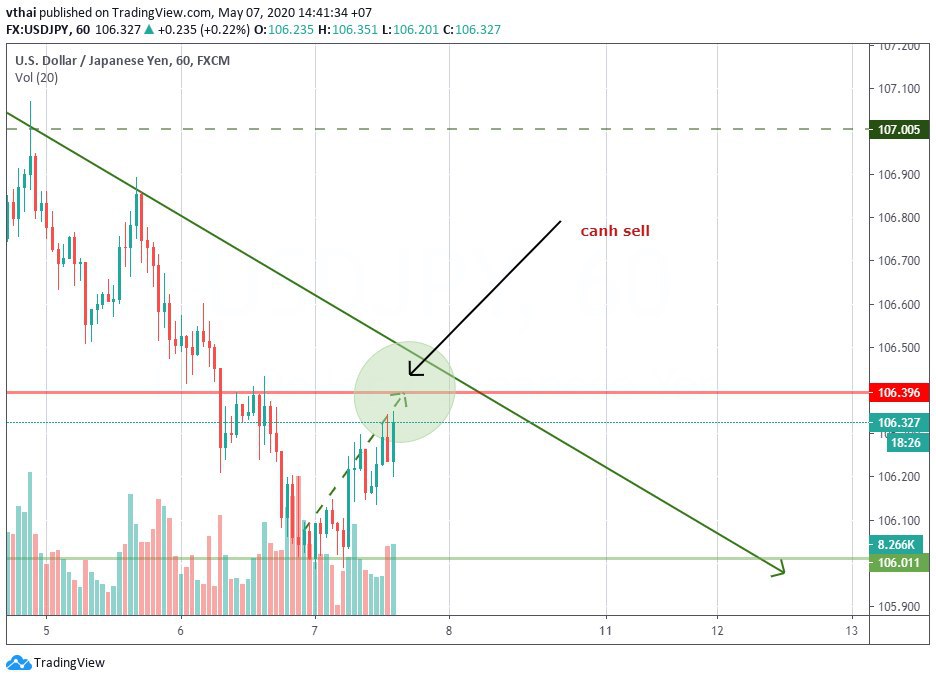 vthai published on TradingView.com, May 07, 2020 14:41:34 +07
FX:USDJPY, 60 106.327 ▲ +0.235 (+0.22%) O:106.235 H:106.351 L:106.201 C:106.327
U.S. Dollar / Japanese Yen, 60, FXCM
Vol (20)
107.200
107.100
107.005
106.900
106.800
canh sell
106.700
106.600
106.500
106.396
106.327
18:26
106.200
106.100
8.266K
106.011
105.900
5 6 7 8 11 12 13
TradingView